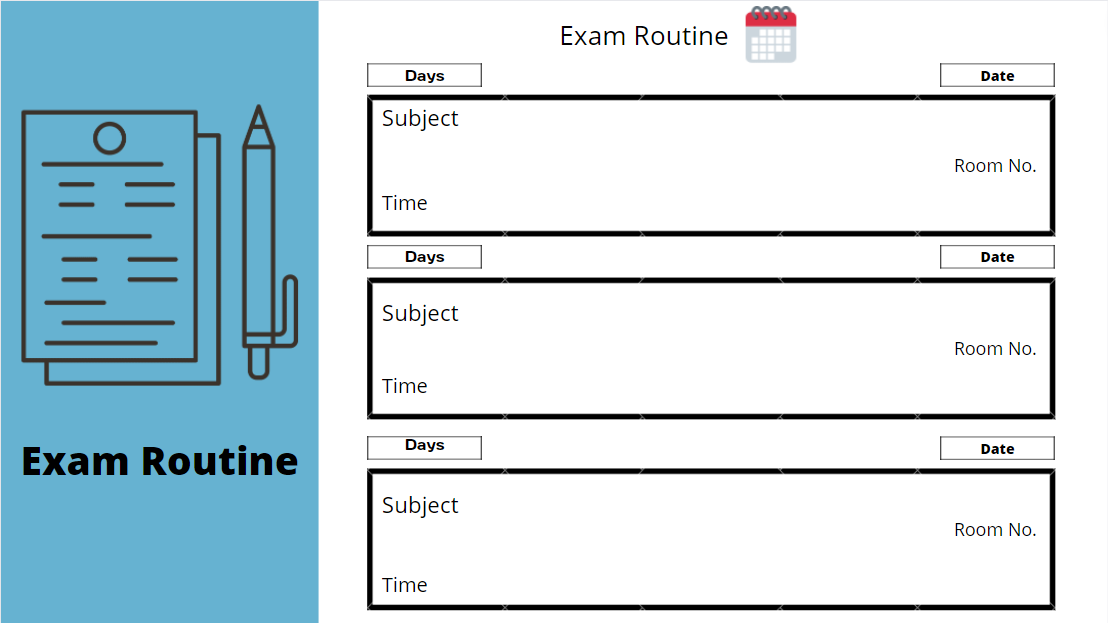 Exam Routine
Exam Routine
Days Date
Subject
Room No.
Time
Days Date
Subject
Room No.
Time
Days Date
Subject
Room No.
Time